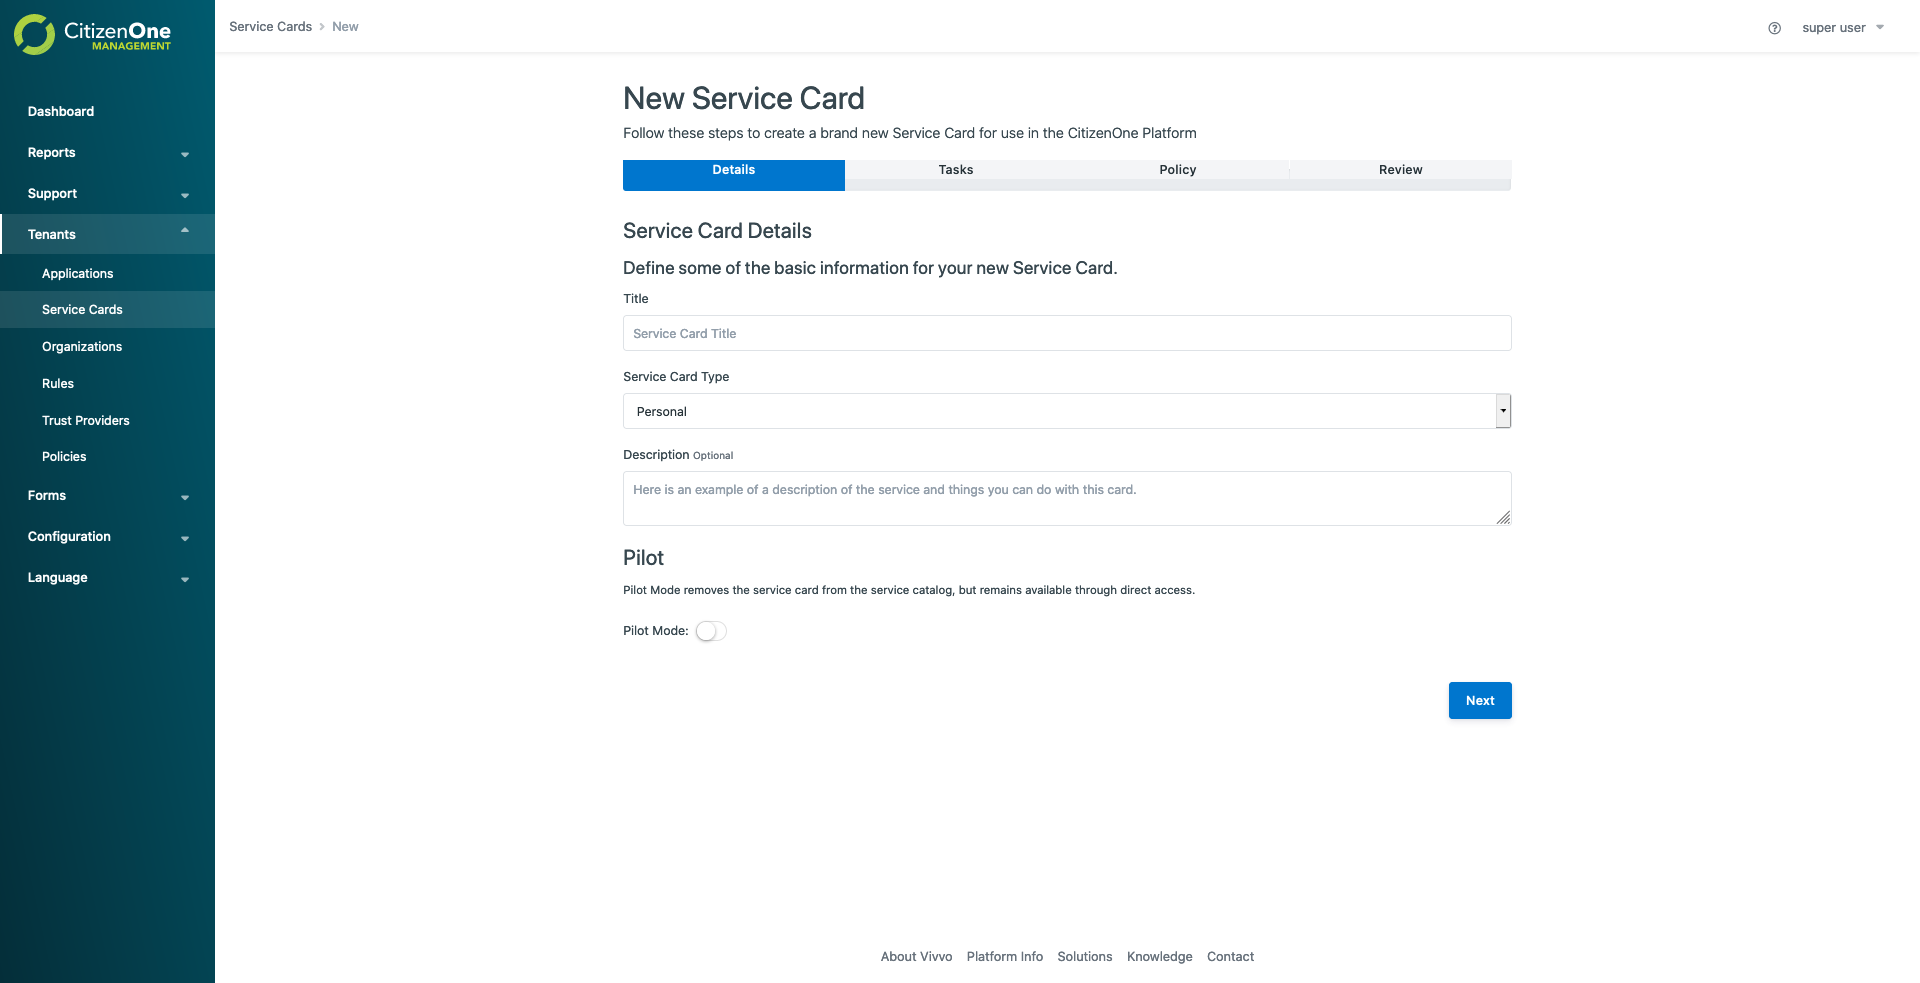 CitizenOne
MANAGEMENT
Service Cards > New
super user
Dashboard
Reports
Support
Tenants
Applications
Service Cards
Organizations
Rules
Trust Providers
Policies
Forms
Configuration
Language
New Service Card
Follow these steps to create a brand new Service Card for use in the CitizenOne Platform
Details Tasks Policy Review
Service Card Details
Define some of the basic information for your new Service Card.
Title
Service Card Title
Service Card Type
Personal
Description Optional
Here is an example of a description of the service and things you can do with this card.
Pilot
Pilot Mode removes the service card from the service catalog, but remains available through direct access.
Pilot Mode:
Next
About Vivvo Platform Info Solutions Knowledge Contact